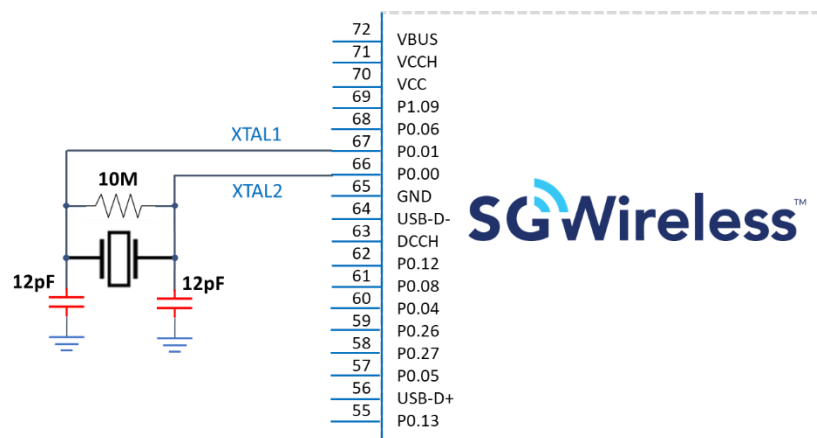 72
VBUS
71
VCCH
70
VCC
69
P1.09
68
P0.06
XTAL1
67
P0.01
66
P0.00
10M
XTAL2
65
GND
64
USB-D-
SGWireless™
63
DCCH
62
P0.12
12pF
12pF
61
P0.08
60
P0.04
59
P0.26
58
P0.27
57
P0.05
56
USB-D+
55
P0.13